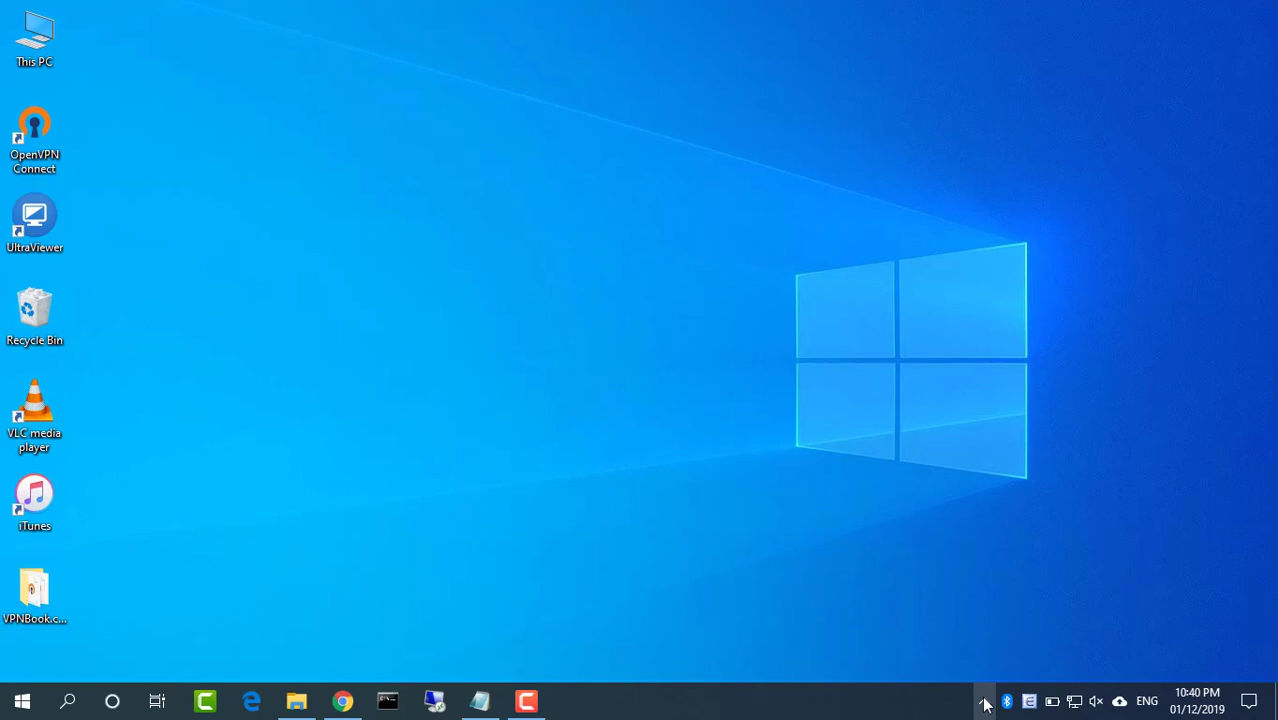 This PC
OpenVPN
Connect
UltraViewer
Recycle Bin
VLC media
player
iTunes
VPNBook.c...
ENG
10:40 PM
01/12/2019